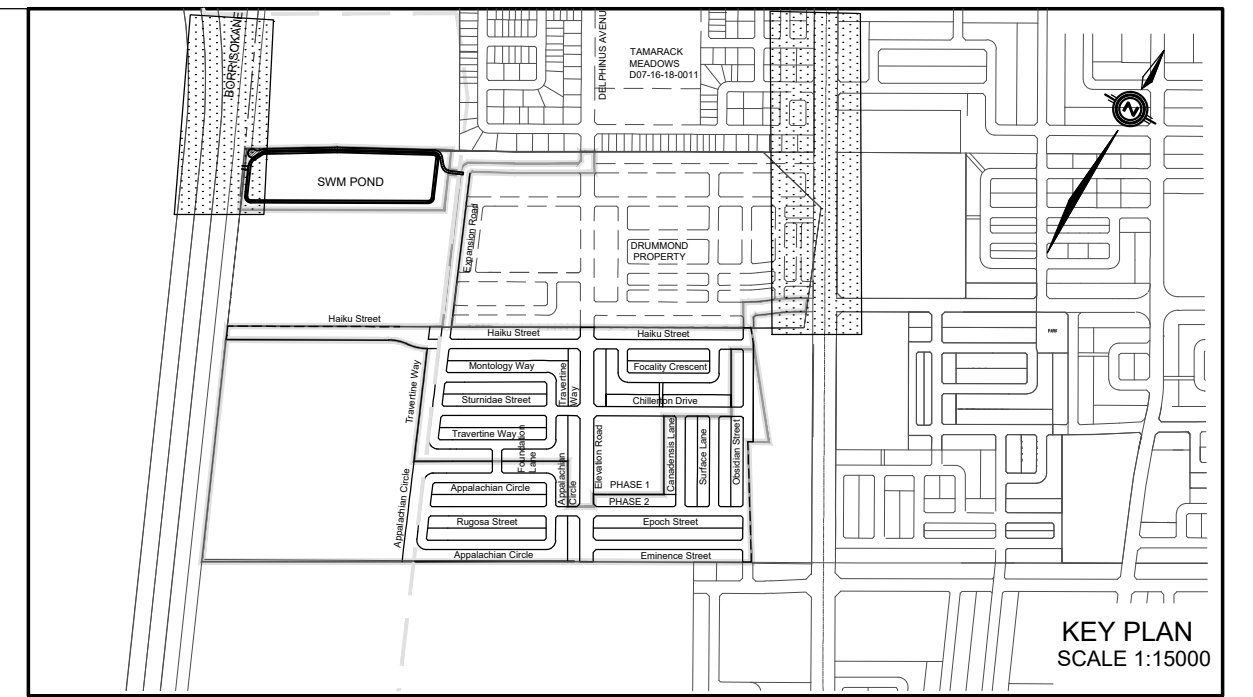 BORRISOKANE
DELPHINUS AVENU
TAMARACK
MEADOWS
D07-16-18-0011
SWM POND
Expansion Road
DRUMMOND
PROPERTY
Haiku Street
Haiku Street
Haiku Street
PARK
Montology Way
Focality Crescent
Travertine Way
Travertine
Way
Sturnidae Street
Chillerton Drive
Travertine Way
Foundation
Lane
Elevation Road
Canadensis Lane
Surface Lane
Obsidian Street
Appalachian Circle
Appalachian Circle
Appalachian
Circle
PHASE 1
PHASE 2
Rugosa Street
Epoch Street
Appalachian Circle
Eminence Street
KEY PLAN
SCALE 1:15000
N